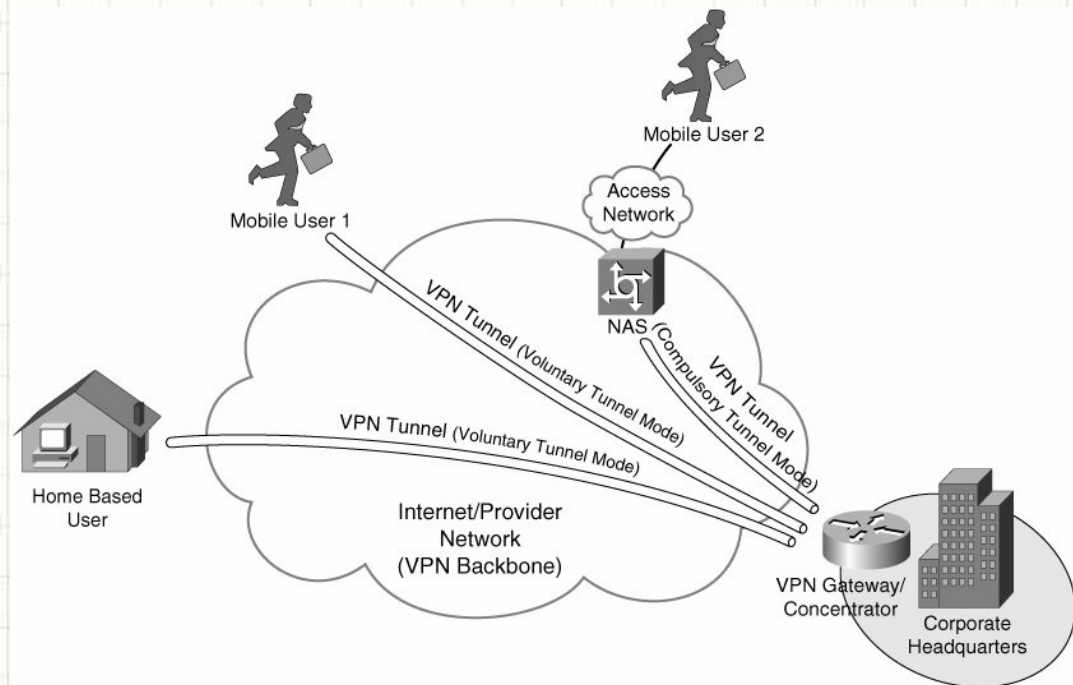 Mobile User 2
Access
Network
Mobile User 1
NAS
VPN Tunnel (Voluntary Tunnel Mode)
VPN Tunnel
(Compulsory Tunnel Mode)
VPN Tunnel (Voluntary Tunnel Mode)
Home Based
User
Internet/Provider
Network
(VPN Backbone)
VPN Gateway/
Concentrator
Corporate
Headquarters